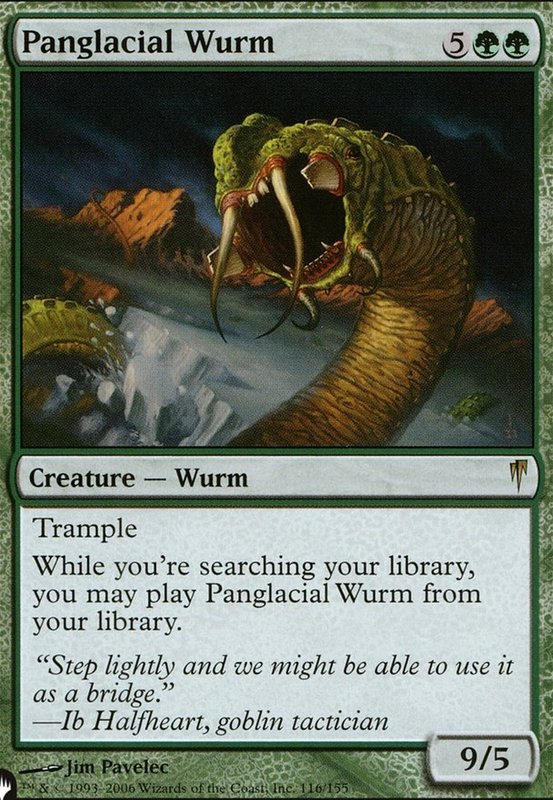 Panglacial Wurm 5
Creature — Wurm
Trample
While you're searching your library,
you may play Panglacial Wurm from
your library.
“Step lightly and we might be able to use it
as a bridge.”
—Ib Halfheart, goblin tactician
9/5
Jim Pavelec
™ & © 1993-2006 Wizards of the Coast, Inc. 116/155